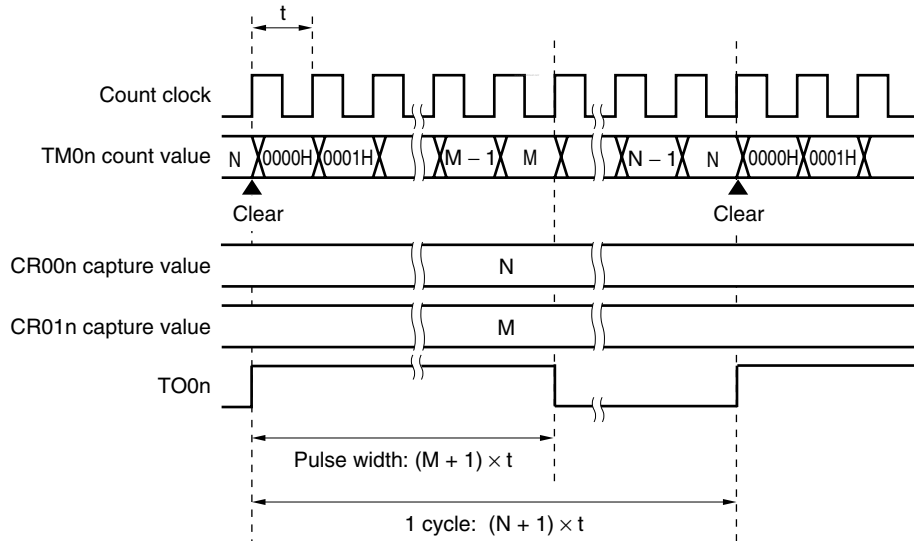 t
Count clock
TM0n count value N 0000H 0001H M – 1 M N – 1 N 0000H 0001H
Clear Clear
CR00n capture value N
CR01n capture value M
TO0n
Pulse width: (M + 1) × t
1 cycle: (N + 1) × t